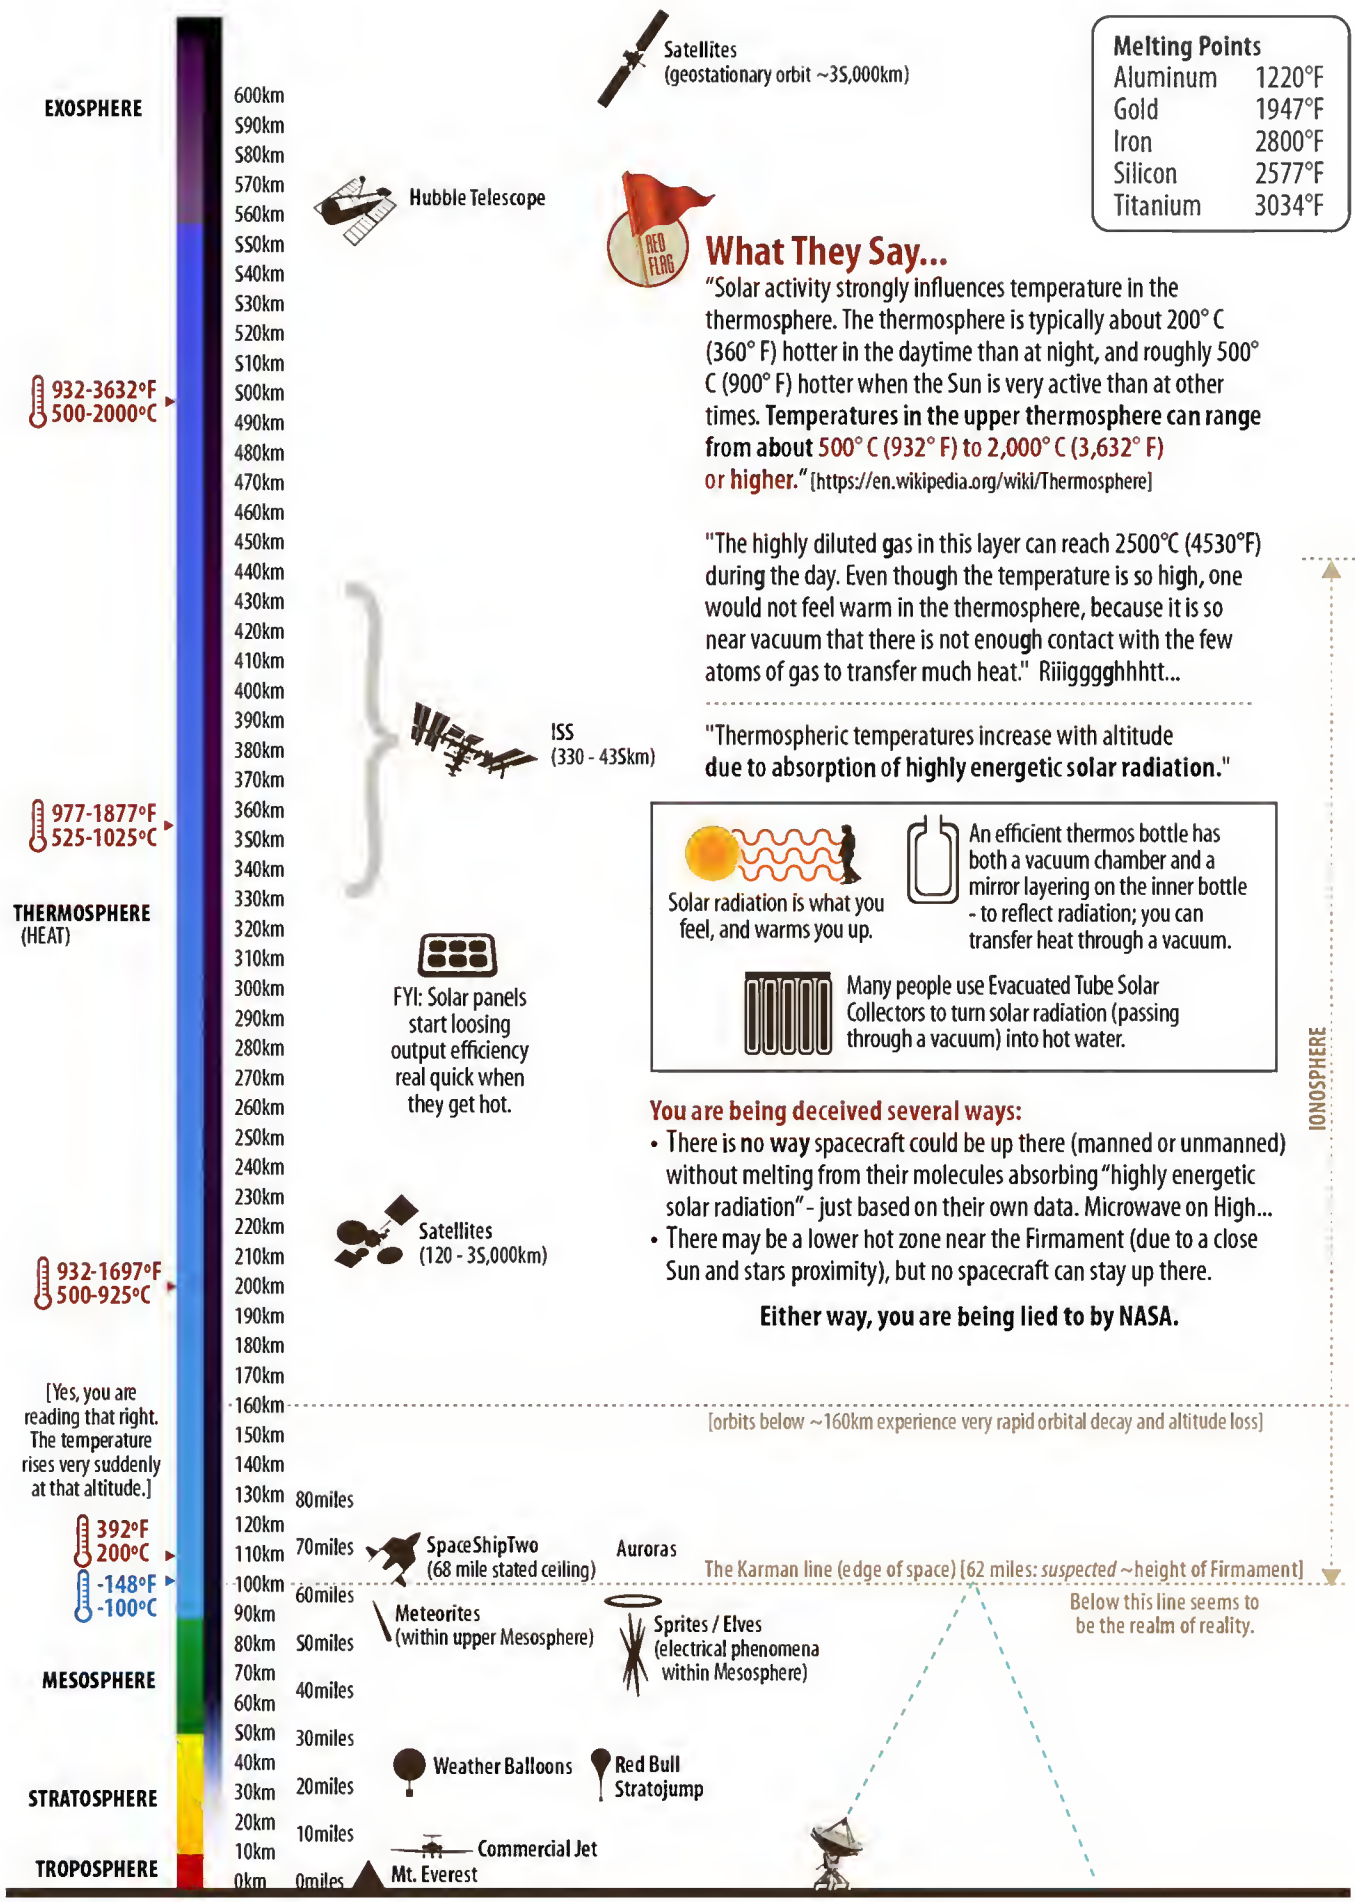 Satellites
(geostationary orbit ~35,000km)
Melting Points
Aluminum 1220°F
Gold 1947°F
Iron 2800°F
Silicon 2577°F
Titanium 3034°F
EXOSPHERE
600km
590km
580km
570km
560km
550km
540km
530km
520km
510km
500km
490km
480km
470km
460km
450km
440km
430km
420km
410km
400km
390km
380km
370km
360km
350km
340km
330km
320km
310km
300km
290km
280km
270km
260km
250km
240km
230km
220km
210km
200km
190km
180km
170km
160km
150km
140km
130km 80miles
120km
110km 70miles
100km
90km 60miles
80km 50miles
70km
60km 40miles
50km
40km 30miles
30km 20miles
20km
10km 10miles
0km 0miles
Hubble Telescope
RED
FLAG
What They Say...
"Solar activity strongly influences temperature in the
thermosphere. The thermosphere is typically about 200° C
(360° F) hotter in the daytime than at night, and roughly 500°
C (900° F) hotter when the Sun is very active than at other
times. Temperatures in the upper thermosphere can range
from about 500° C (932° F) to 2,000° C (3,632° F)
or higher." [https://en.wikipedia.org/wiki/Thermosphere]
"The highly diluted gas in this layer can reach 2500°C (4530°F)
during the day. Even though the temperature is so high, one
would not feel warm in the thermosphere, because it is so
near vacuum that there is not enough contact with the few
atoms of gas to transfer much heat." Riiigggghhhtt...
"Thermospheric temperatures increase with altitude
due to absorption of highly energetic solar radiation."
932-3632°F
500-2000°C
ISS
(330 - 435km)
977-1877°F
525-1025°C
THERMOSPHERE
(HEAT)
Solar radiation is what you
feel, and warms you up.
An efficient thermos bottle has
both a vacuum chamber and a
mirror layering on the inner bottle
- to reflect radiation; you can
transfer heat through a vacuum.
Many people use Evacuated Tube Solar
Collectors to turn solar radiation (passing
through a vacuum) into hot water.
FYI: Solar panels
start loosing
output efficiency
real quick when
they get hot.
IONOSPHERE
You are being deceived several ways:
• There is no way spacecraft could be up there (manned or unmanned)
without melting from their molecules absorbing "highly energetic
solar radiation" - just based on their own data. Microwave on High...
• There may be a lower hot zone near the Firmament (due to a close
Sun and stars proximity), but no spacecraft can stay up there.
Either way, you are being lied to by NASA.
Satellites
(120 - 35,000km)
932-1697°F
500-925°C
[Yes, you are
reading that right.
The temperature
rises very suddenly
at that altitude.]
[orbits below ~160km experience very rapid orbital decay and altitude loss]
392°F
200°C
-148°F
-100°C
SpaceShipTwo
(68 mile stated ceiling)
Auroras
The Karman line (edge of space) [62 miles: suspected ~height of Firmament]
Below this line seems to
be the realm of reality.
Meteorites
(within upper Mesosphere)
Sprites / Elves
(electrical phenomena
within Mesosphere)
MESOSPHERE
Weather Balloons
Red Bull
Stratojump
STRATOSPHERE
Commercial Jet
TROPOSPHERE
Mt. Everest